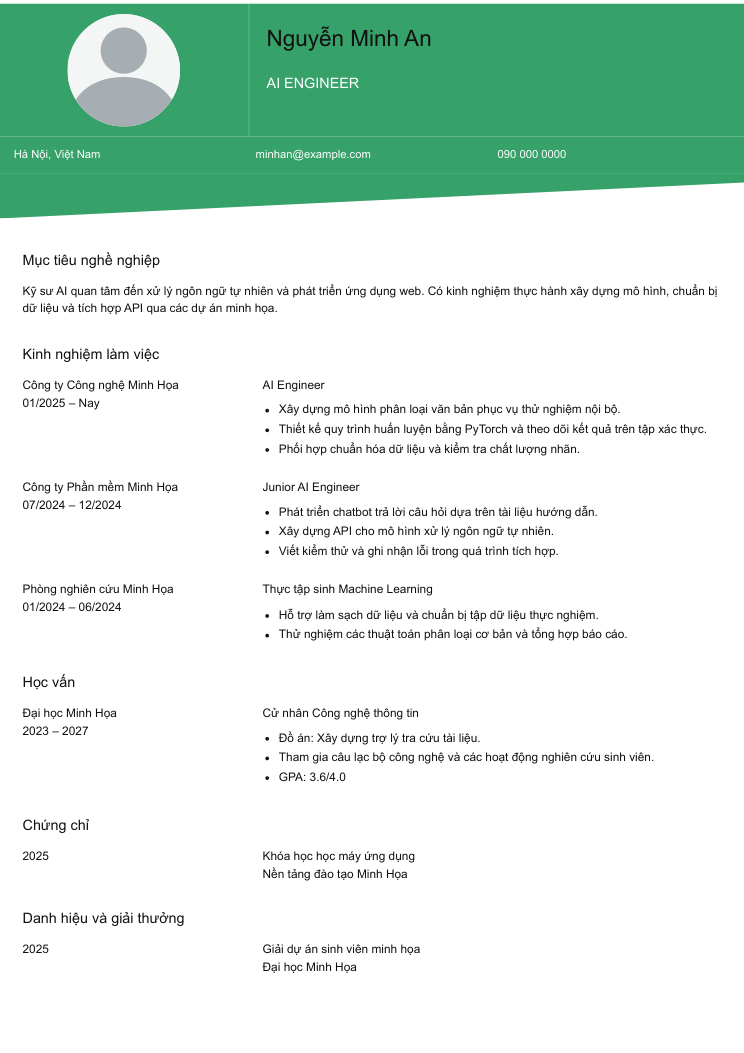 Nguyễn Minh An
AI ENGINEER
Hà Nội, Việt Nam
minhan@example.com
090 000 0000
Mục tiêu nghề nghiệp
Kỹ sư AI quan tâm đến xử lý ngôn ngữ tự nhiên và phát triển ứng dụng web. Có kinh nghiệm thực hành xây dựng mô hình, chuẩn bị
dữ liệu và tích hợp API qua các dự án minh họa.
Kinh nghiệm làm việc
Công ty Công nghệ Minh Họa
01/2025 – Nay
AI Engineer
• Xây dựng mô hình phân loại văn bản phục vụ thử nghiệm nội bộ.
• Thiết kế quy trình huấn luyện bằng PyTorch và theo dõi kết quả trên tập xác thực.
• Phối hợp chuẩn hóa dữ liệu và kiểm tra chất lượng nhãn.
Công ty Phần mềm Minh Họa
07/2024 – 12/2024
Junior AI Engineer
• Phát triển chatbot trả lời câu hỏi dựa trên tài liệu hướng dẫn.
• Xây dựng API cho mô hình xử lý ngôn ngữ tự nhiên.
• Viết kiểm thử và ghi nhận lỗi trong quá trình tích hợp.
Phòng nghiên cứu Minh Họa
01/2024 – 06/2024
Thực tập sinh Machine Learning
• Hỗ trợ làm sạch dữ liệu và chuẩn bị tập dữ liệu thực nghiệm.
• Thử nghiệm các thuật toán phân loại cơ bản và tổng hợp báo cáo.
Học vấn
Đại học Minh Họa
2023 – 2027
Cử nhân Công nghệ thông tin
• Đồ án: Xây dựng trợ lý tra cứu tài liệu.
• Tham gia câu lạc bộ công nghệ và các hoạt động nghiên cứu sinh viên.
• GPA: 3.6/4.0
Chứng chỉ
2025
Khóa học học máy ứng dụng
Nền tảng đào tạo Minh Họa
Danh hiệu và giải thưởng
2025
Giải dự án sinh viên minh họa
Đại học Minh Họa